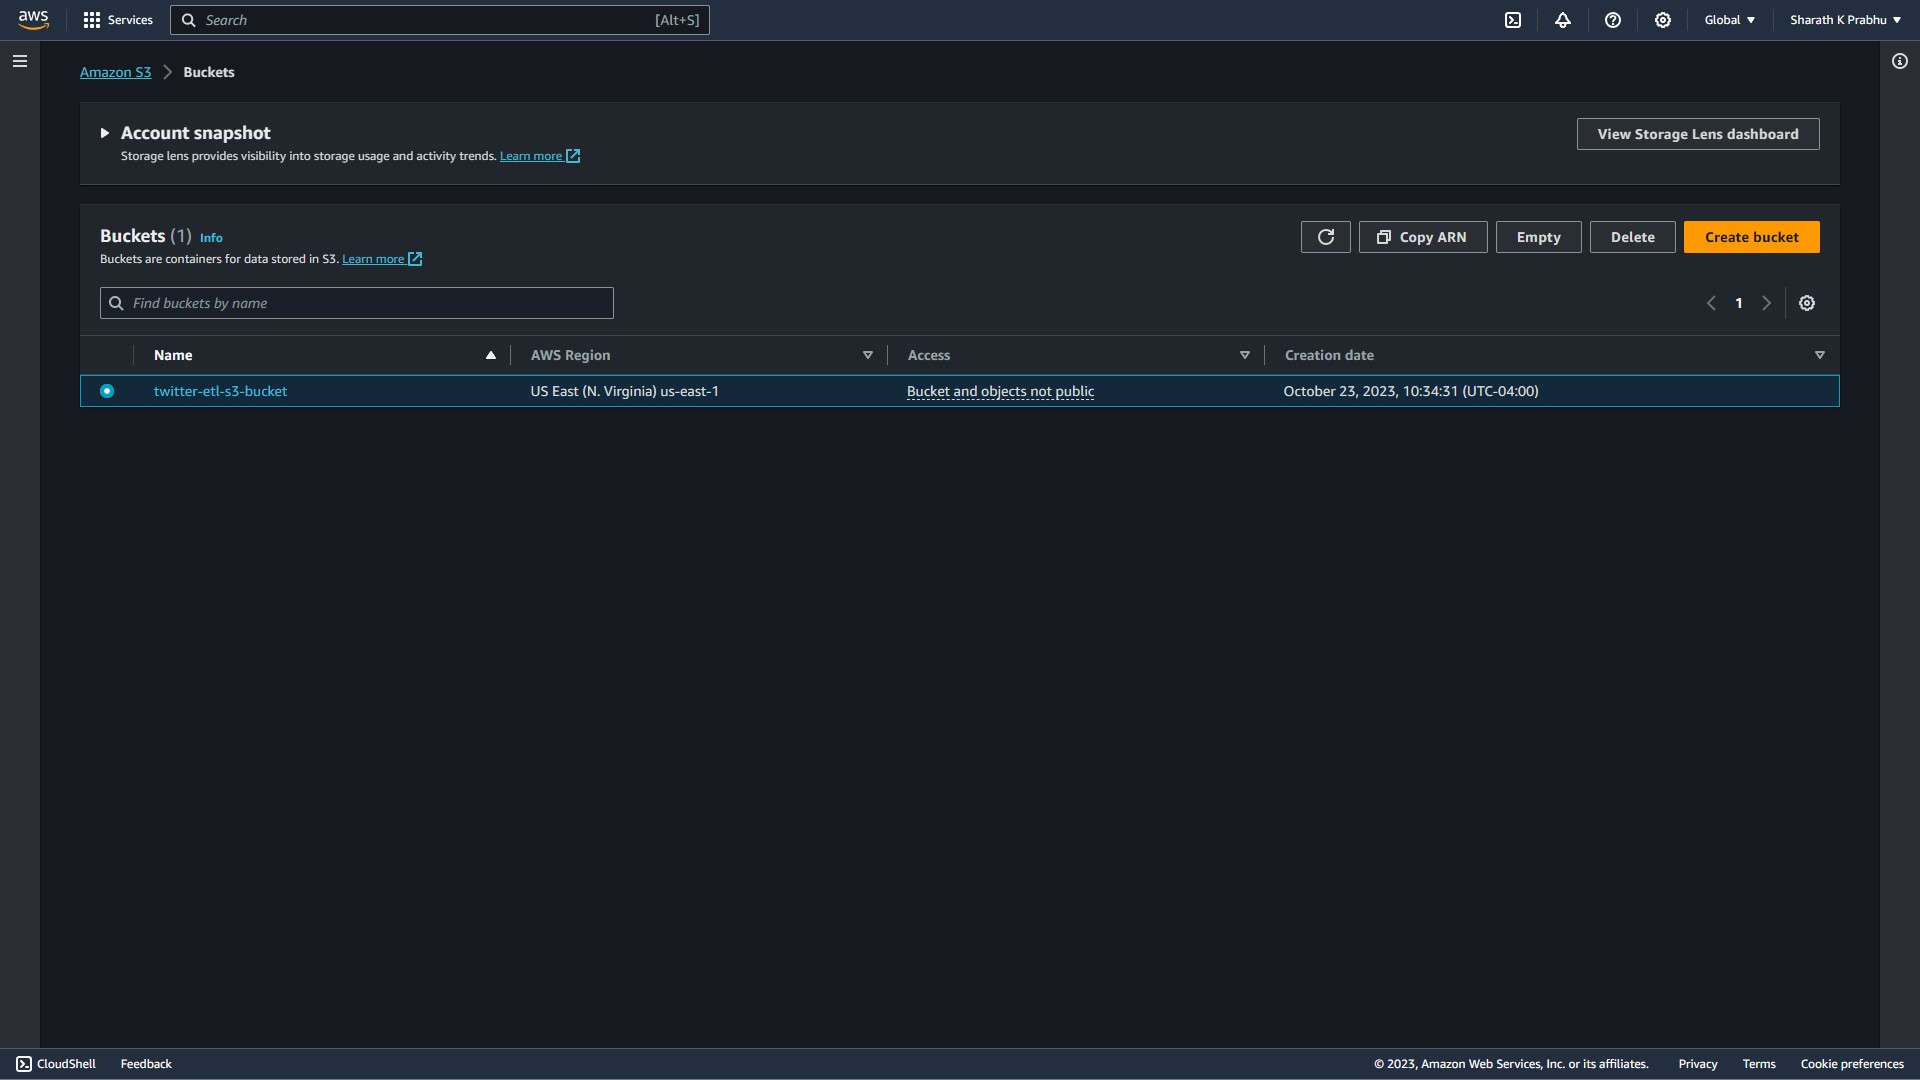 aws Services Search [Alt+S] Global Sharath K Prabhu
Amazon S3 Buckets
Account snapshot
View Storage Lens dashboard
Storage lens provides visibility into storage usage and activity trends. Learn more
Buckets (1) Info
Copy ARN Empty Delete Create bucket
Buckets are containers for data stored in S3. Learn more
Find buckets by name
1
Name AWS Region Access Creation date
twitter-etl-s3-bucket US East (N. Virginia) us-east-1 Bucket and objects not public October 23, 2023, 10:34:31 (UTC-04:00)
CloudShell Feedback © 2023, Amazon Web Services, Inc. or its affiliates. Privacy Terms Cookie preferences